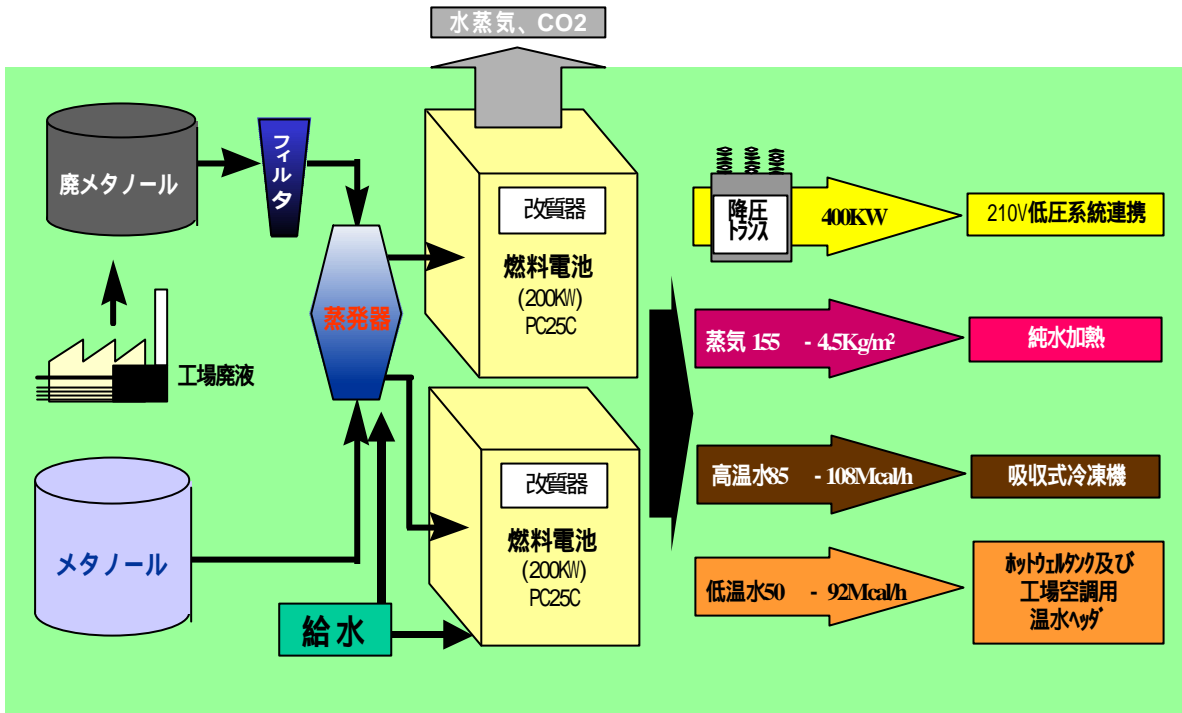 水蒸気、CO2
廃メタノール
フィルタ
工場廃液
蒸発器
メタノール
給水
改質器
燃料電池
(200KW)
PC25C
改質器
燃料電池
(200KW)
PC25C
降圧
トランス
400KW
210V低圧系統連携
蒸気 155 - 4.5Kg/m²
純水加熱
高温水85 - 108Mcal/h
吸収式冷凍機
低温水50 - 92Mcal/h
ホットウェルタンク及び
工場空調用
温水ヘッダ